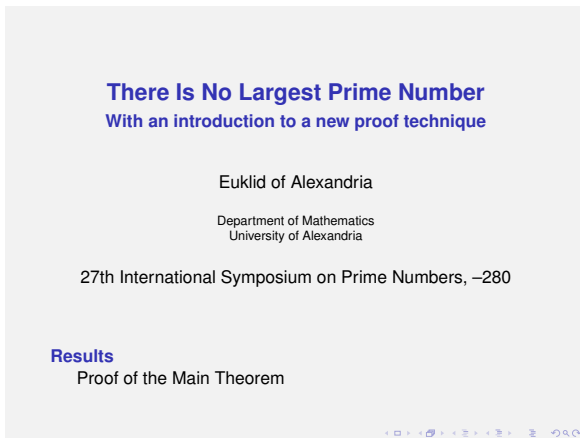 There Is No Largest Prime Number
With an introduction to a new proof technique
Euklid of Alexandria
Department of Mathematics
University of Alexandria
27th International Symposium on Prime Numbers, –280
Results
Proof of the Main Theorem